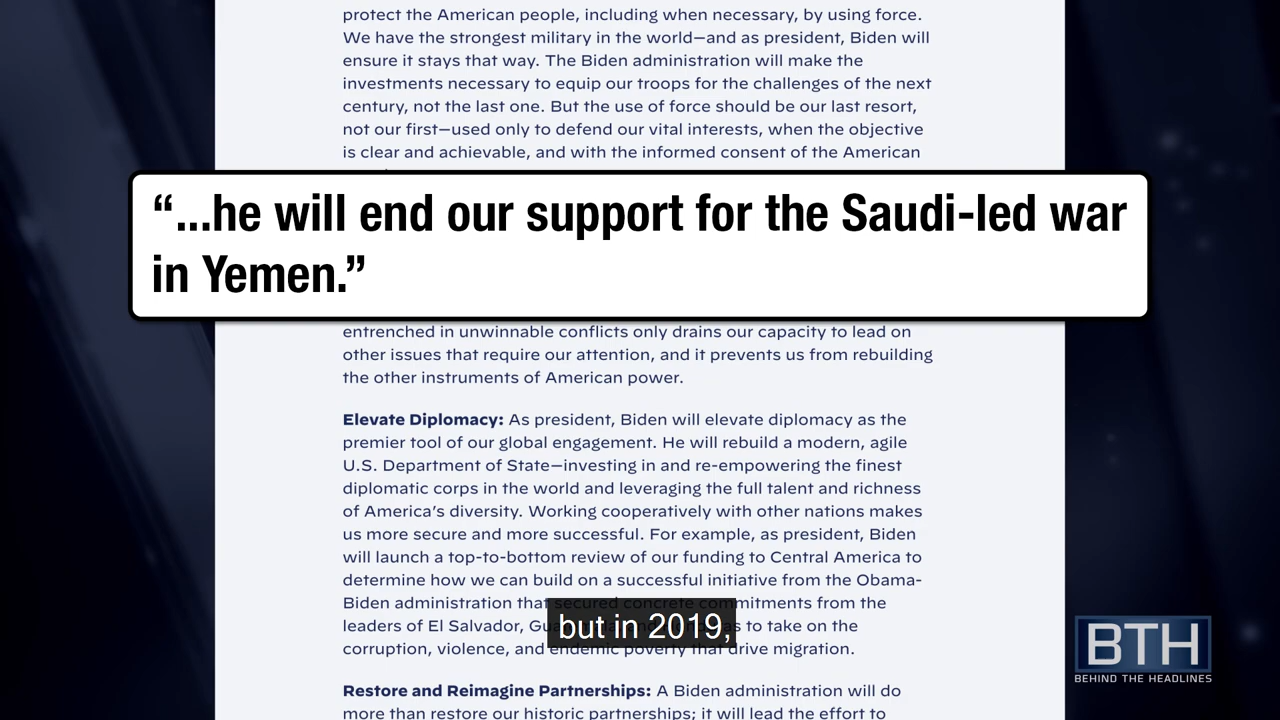 protect the American people, including when necessary, by using force.
We have the strongest military in the world—and as president, Biden will
ensure it stays that way. The Biden administration will make the
investments necessary to equip our troops for the challenges of the next
century, not the last one. But the use of force should be our last resort,
not our first—used only to defend our vital interests, when the objective
is clear and achievable, and with the informed consent of the American
“...he will end our support for the Saudi-led war
in Yemen.”
entrenched in unwinnable conflicts only drains our capacity to lead on
other issues that require our attention, and it prevents us from rebuilding
the other instruments of American power.
Elevate Diplomacy: As president, Biden will elevate diplomacy as the
premier tool of our global engagement. He will rebuild a modern, agile
U.S. Department of State—investing in and re-empowering the finest
diplomatic corps in the world and leveraging the full talent and richness
of America’s diversity. Working cooperatively with other nations makes
us more secure and more successful. For example, as president, Biden
will launch a top-to-bottom review of our funding to Central America to
determine how we can build on a successful initiative from the Obama-
Biden administration that secured concrete commitments from the
leaders of El Salvador, to take on the
corruption, violence, and endemic poverty that drive migration.
but in 2019,
Restore and Reimagine Partnerships: A Biden administration will do
more than restore our historic partnerships; it will lead the effort to
BTH
BEHIND THE HEADLINES